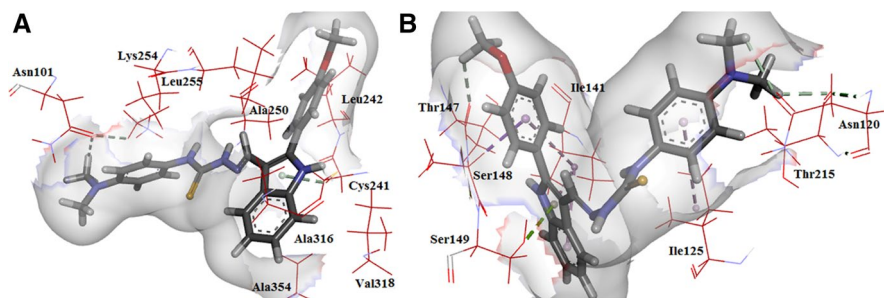 A
Asn101
Lys254
Leu255
Ala250
Leu242
Cys241
Ala316
Ala354
Val318
B
Thr147
Ile141
Ser148
Ser149
Asn120
Thr215
Ile125